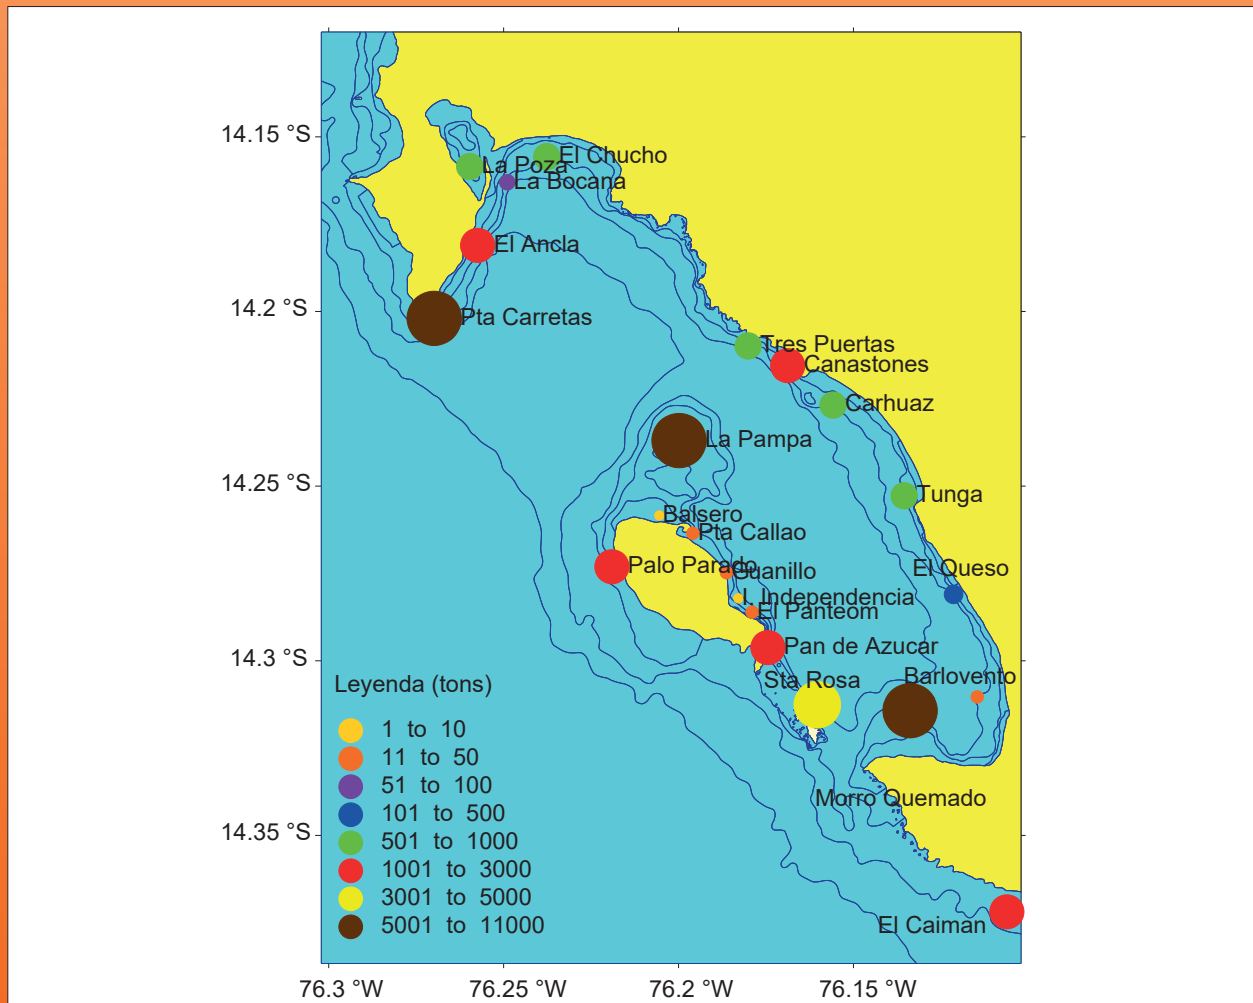 14.15 °S
El Chucho
La Poza
La Bocana
El Ancla
14.2 °S
Pta Carretas
Tres Puertas
Canastones
Carhuaz
La Pampa
14.25 °S
Tunga
Balsero
Pta Callao
Palo Parado
Guanillo
El Queso
I. Independencia
El Panteom
Pan de Azucar
14.3 °S
Sta Rosa
Barlovento
Leyenda (tons)
1 to 10
11 to 50
51 to 100
101 to 500
501 to 1000
1001 to 3000
3001 to 5000
5001 to 11000
Morro Quemado
14.35 °S
El Caiman
76.3 °W
76.25 °W
76.2 °W
76.15 °W